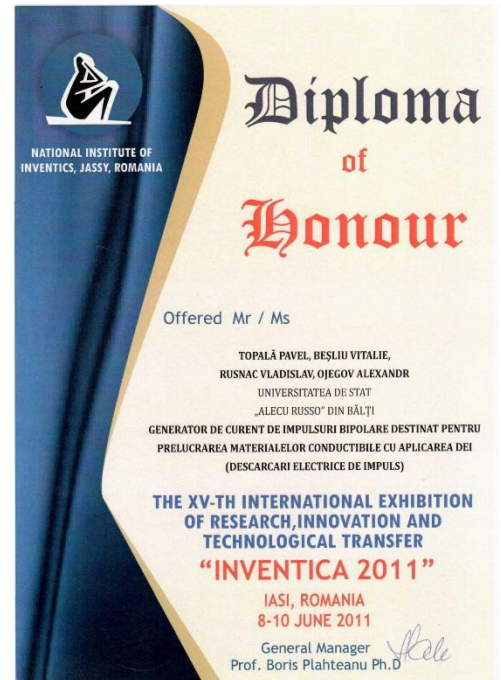 NATIONAL INSTITUTE OF
INVENTICS, JASSY, ROMANIA
Diploma
of
Honour
Offered Mr / Ms
TOPALĂ PAVEL, BEŞLIU VITALIE,
RUSNAC VLADISLAV, OJEGOV ALEXANDR
UNIVERSITATEA DE STAT
„ALECU RUSSO” DIN BĂLŢI
GENERATOR DE CURENT DE IMPULSURI BIPOLARE DESTINAT PENTRU
PRELUCRAREA MATERIALELOR CONDUCTIBILE CU APLICAREA DEI
(DESCARCARI ELECTRICE DE IMPULS)
THE XV-TH INTERNATIONAL EXHIBITION
OF RESEARCH,INNOVATION AND
TECHNOLOGICAL TRANSFER
“INVENTICA 2011”
IASI, ROMANIA
8-10 JUNE 2011
General Manager
Prof. Boris Plahteanu Ph.D